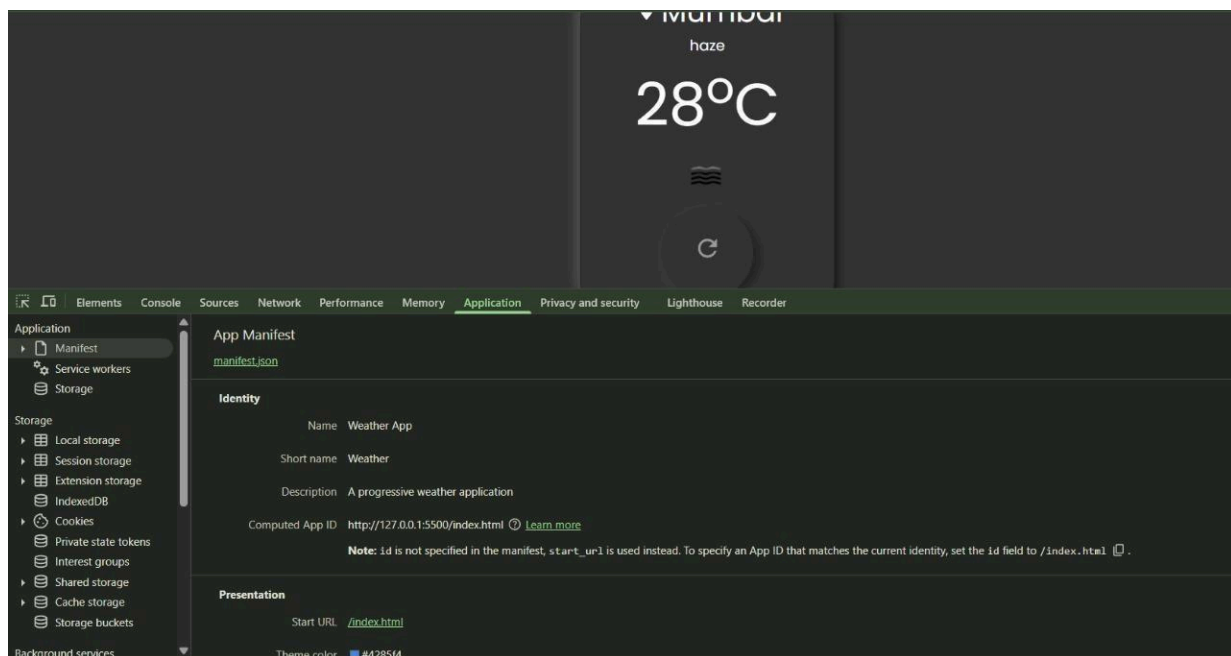 Mumbai
haze
28°C
Elements Console Sources Network Performance Memory Application Privacy and security Lighthouse Recorder
Application
Manifest
Service workers
Storage
Storage
Local storage
Session storage
Extension storage
IndexedDB
Cookies
Private state tokens
Interest groups
Shared storage
Cache storage
Storage buckets
Background services
App Manifest
manifest.json
Identity
Name Weather App
Short name Weather
Description A progressive weather application
Computed App ID http://127.0.0.1:5500/index.html Learn more
Note: id is not specified in the manifest, start_url is used instead. To specify an App ID that matches the current identity, set the id field to /index.html .
Presentation
Start URL /index.html
Theme color #4285f4